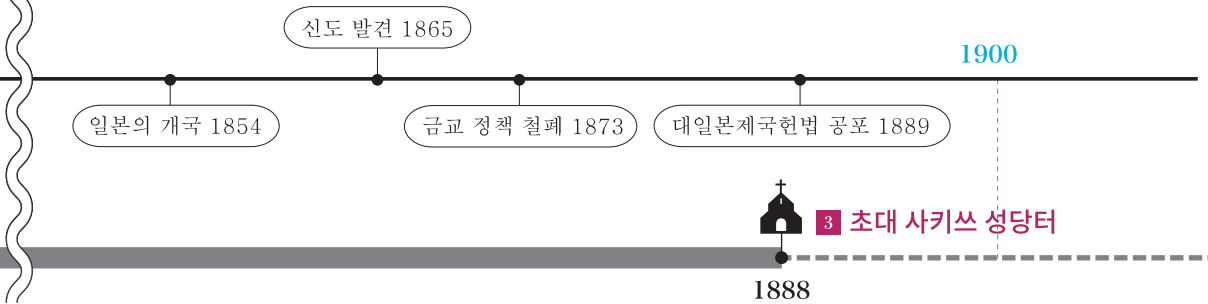 신도 발견 1865
1900
일본의 개국 1854
금교 정책 철폐 1873
대일본제국헌법 공포 1889
3 초대 사키쓰 성당터
1888